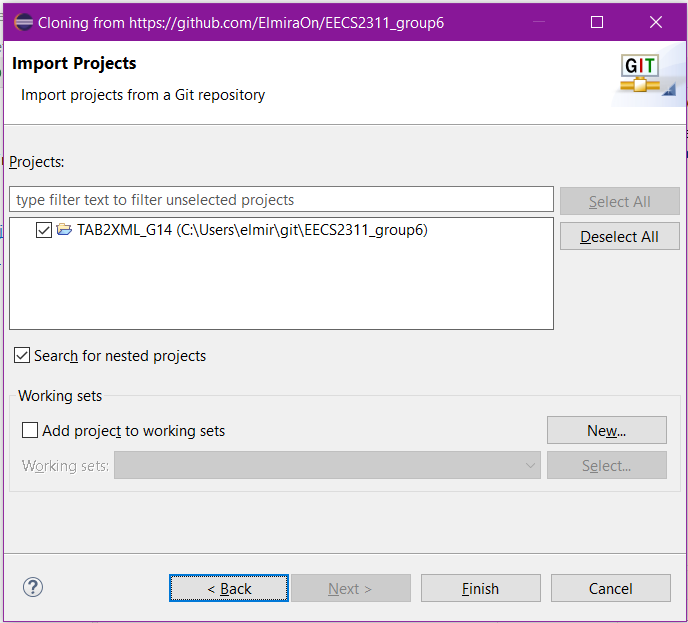 Cloning from https://github.com/ElmiraOn/EECS2311_group6
Import Projects
GIT
Import projects from a Git repository
Projects:
type filter text to filter unselected projects
Select All
TAB2XML_G14 (C:\Users\elmir\git\EECS2311_group6)
Deselect All
Search for nested projects
Working sets
Add project to working sets
New...
Working sets:
Select...
?
< Back
Next >
Finish
Cancel